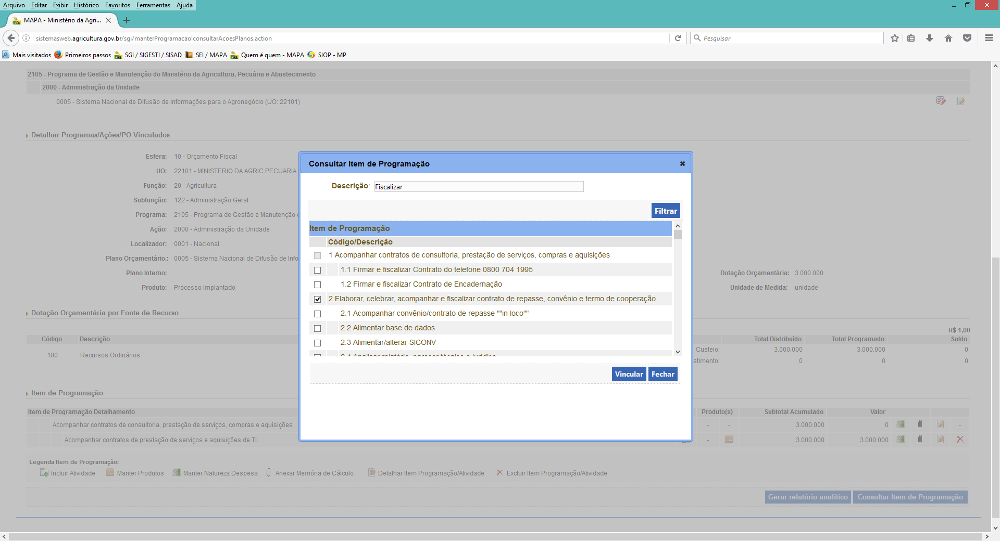 Arquivo Editar Exibir Histórico Favoritos Ferramentas Ajuda
MAPA - Ministério da Agri...
sistemasweb.agricultura.gov.br/sgi/manterProgramacao!consultarAcoesPlanos.action
Pesquisar
Mais visitados Primeiros passos SGI / SIGESTI / SISAD SEI / MAPA Quem é quem - MAPA SIOP - MP
2105 - Programa de Gestão e Manutenção do Ministério da Agricultura, Pecuária e Abastecimento
2000 - Administração da Unidade
0005 - Sistema Nacional de Difusão de Informações para o Agronegócio (UO: 22101)
Detalhar Programas/Ações/PO Vinculados
Esfera: 10 - Orçamento Fiscal
UO: 22101 - MINISTERIO DA AGRIC.PECUARIA
Função: 20 - Agricultura
Subfunção: 122 - Administração Geral
Programa: 2105 - Programa de Gestão e Manutenção
Ação: 2000 - Administração da Unidade
Localizador: 0001 - Nacional
Plano Orçamentário.: 0005 - Sistema Nacional de Difusão de Info
Plano Interno:
Dotação Orçamentária: 3.000.000
Produto: Processo implantado
Unidade de Medida: unidade
Consultar Item de Programação
Descrição: Fiscalizar
Filtrar
Item de Programação
Código/Descrição
1 Acompanhar contratos de consultoria, prestação de serviços, compras e aquisições
1.1 Firmar e fiscalizar Contrato do telefone 0800 704 1995
1.2 Firmar e fiscalizar Contrato de Encadernação
2 Elaborar, celebrar, acompanhar e fiscalizar contrato de repasse, convênio e termo de cooperação
2.1 Acompanhar convênio/contrato de repasse ""in loco""
2.2 Alimentar base de dados
2.3 Alimentar/alterar SICONV
2.4 Analisar relatório, parecer técnico e jurídico
Vincular Fechar
Dotação Orçamentária por Fonte de Recurso
R$ 1,00
Código Descrição Total Distribuído Total Programado Saldo
100 Recursos Ordinários Custeio: 3.000.000 3.000.000 0
stimento: 0 0 0
Item de Programação
Item de Programação Detalhamento Produto(s) Subtotal Acumulado Valor
Acompanhar contratos de consultoria, prestação de serviços, compras e aquisições - - 3.000.000 0 -
Acompanhar contratos de prestação de serviços e aquisições de TI. - 3.000.000 3.000.000
Legenda Item de Programação:
Incluir Atividade Manter Produtos Manter Natureza Despesa Anexar Memória de Cálculo Detalhar Item Programação/Atividade Excluir Item Programação/Atividade
Gerar relatório analítico Consultar Item de Programação